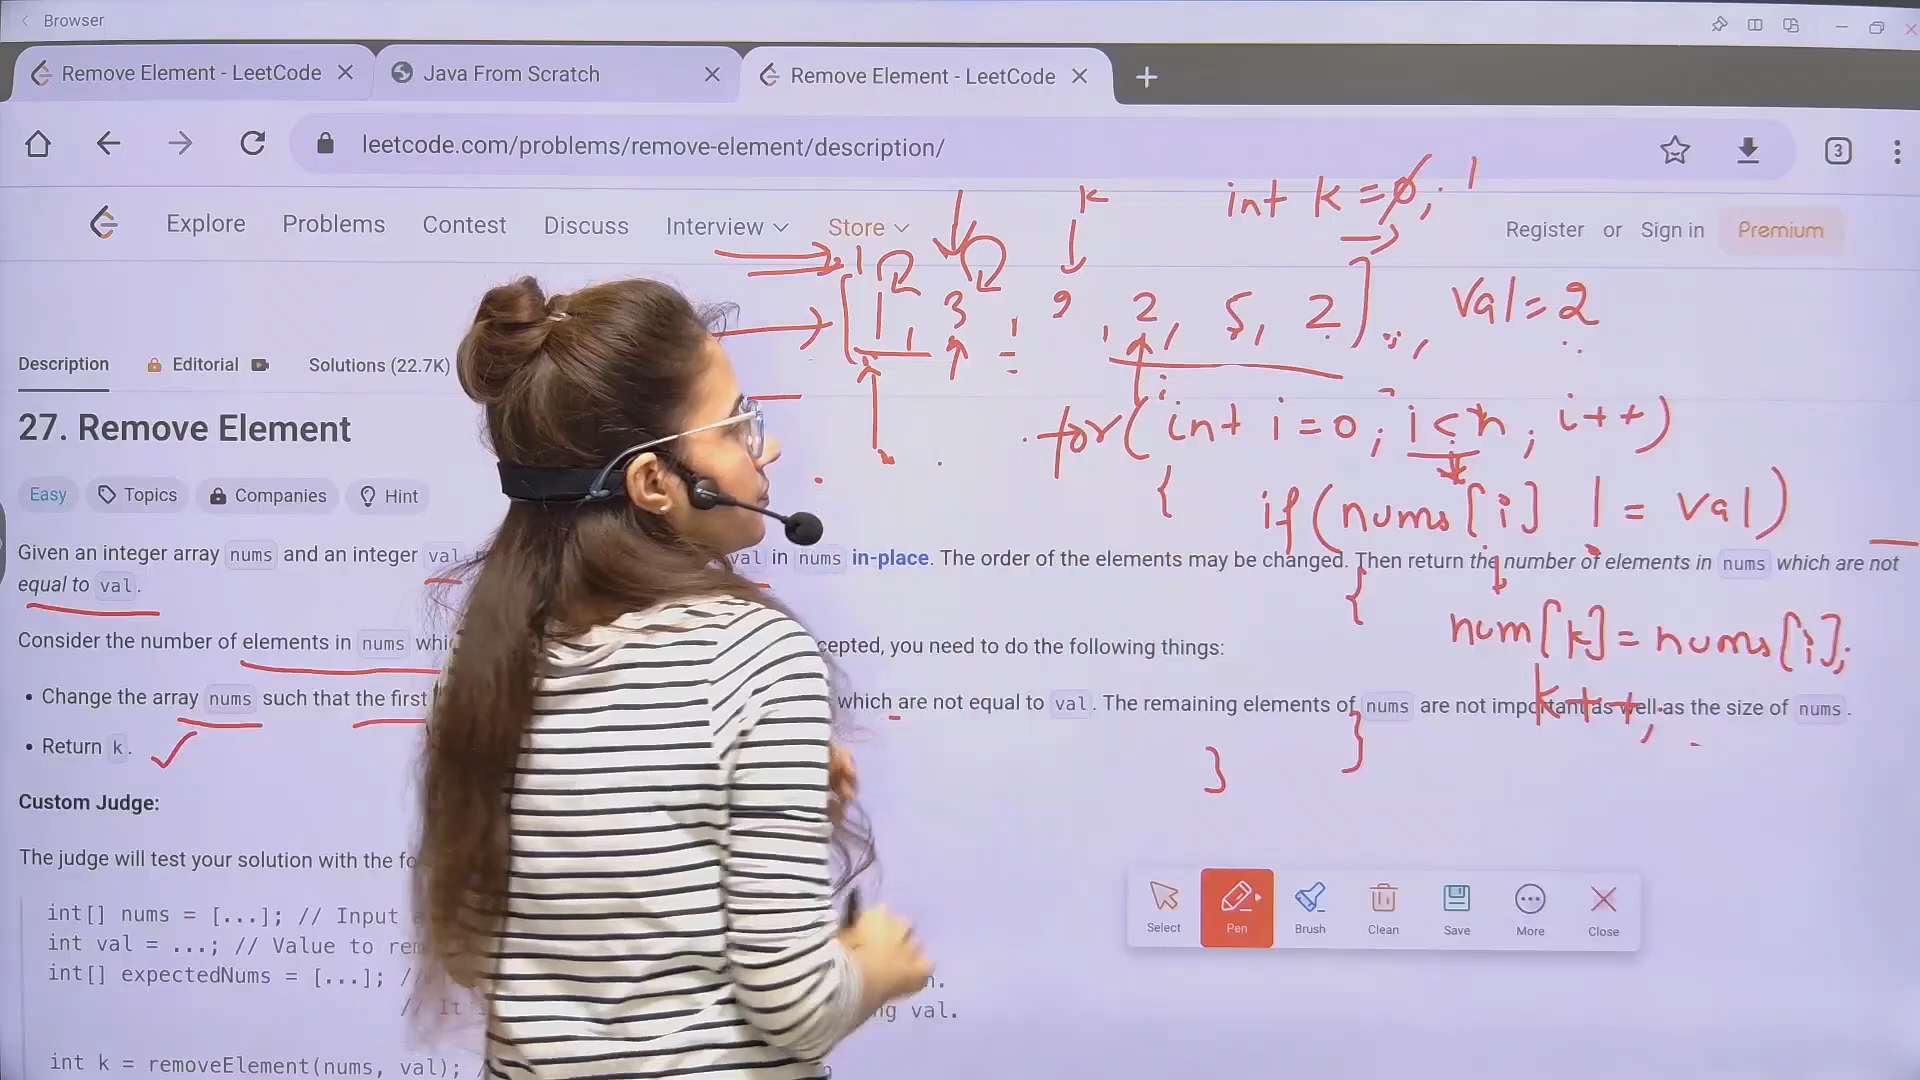 Browser
Remove Element - LeetCode
Java From Scratch
Remove Element - LeetCode
leetcode.com/problems/remove-element/description/
3
Explore Problems Contest Discuss Interview Store
Register or Sign in Premium
k
int k = 0; 1
[ 1, 3 9, 2, 5, 2 ], val = 2
for( int i = 0; i < n; i++)
{ if (nums[i] != val)
{
num[k] = nums[i];
k++;
}
}
Description Editorial Solutions (22.7K)
27. Remove Element
Easy Topics Companies Hint
Given an integer array nums and an integer val val in nums in-place. The order of the elements may be changed. Then return the number of elements in nums which are not
equal to val.
Consider the number of elements in nums whi cepted, you need to do the following things:
• Change the array nums such that the first which are not equal to val. The remaining elements of nums are not important as well as the size of nums.
• Return k.
Custom Judge:
The judge will test your solution with the fo
int[] nums = [...]; // Input
int val = ...; // Value to rem
int[] expectedNums = [...]; //
// It ng val.
int k = removeElement(nums, val); /
Select Pen Brush Clean Save More Close